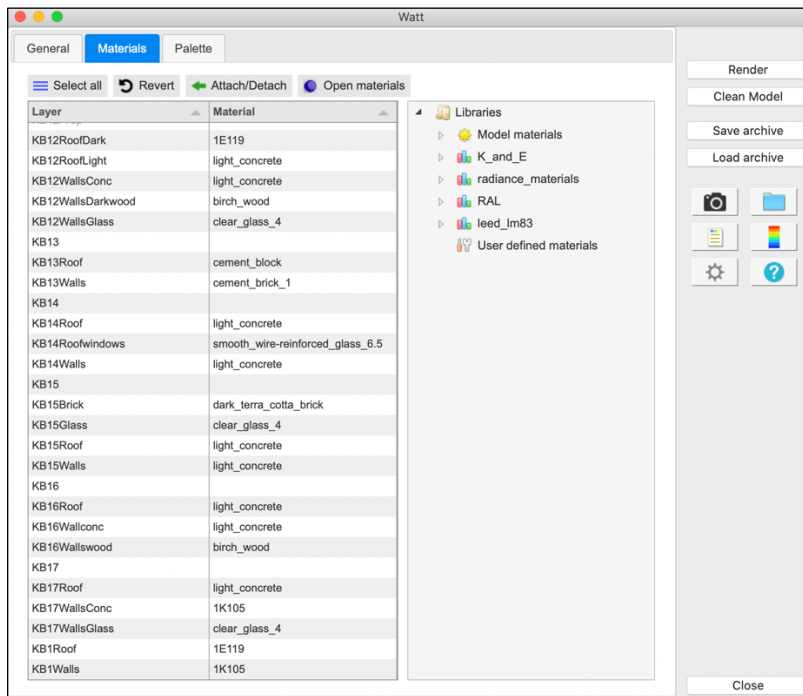 Watt
General Materials Palette
Select all Revert Attach/Detach Open materials
Layer Material
KB12RoofDark 1E119
KB12RoofLight light_concrete
KB12WallsConc light_concrete
KB12WallsDarkwood birch_wood
KB12WallsGlass clear_glass_4
KB13
KB13Roof cement_block
KB13Walls cement_brick_1
KB14
KB14Roof light_concrete
KB14Roofwindows smooth_wire-reinforced_glass_6.5
KB14Walls light_concrete
KB15
KB15Brick dark_terra_cotta_brick
KB15Glass clear_glass_4
KB15Roof light_concrete
KB15Walls light_concrete
KB16
KB16Roof light_concrete
KB16Wallconc light_concrete
KB16Wallswood birch_wood
KB17
KB17Roof light_concrete
KB17WallsConc 1K105
KB17WallsGlass clear_glass_4
KB1Roof 1E119
KB1Walls 1K105
Libraries
Model materials
K_and_E
radiance_materials
RAL
leed_lm83
User defined materials
Render
Clean Model
Save archive
Load archive
?
Close